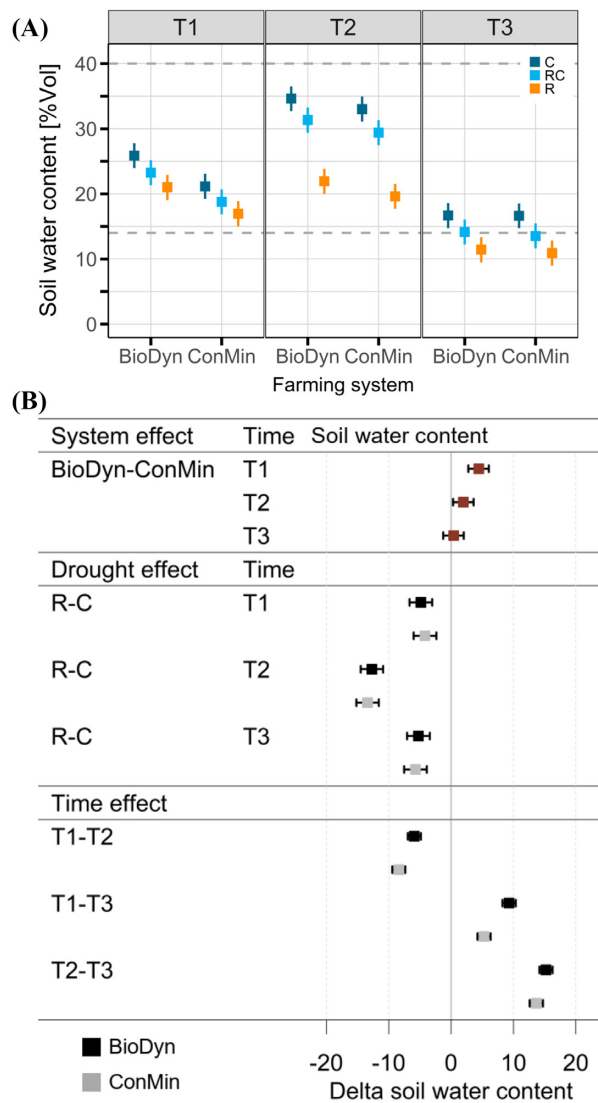 (A)
T1 T2 T3
C
RC
R
Soil water content [%Vol]
40
30
20
10
0
BioDyn ConMin BioDyn ConMin BioDyn ConMin
Farming system
(B)
System effect Time Soil water content
BioDyn-ConMin T1
T2
T3
Drought effect Time
R-C T1
R-C T2
R-C T3
Time effect
T1-T2
T1-T3
T2-T3
BioDyn
ConMin
-20 -10 0 10 20
Delta soil water content